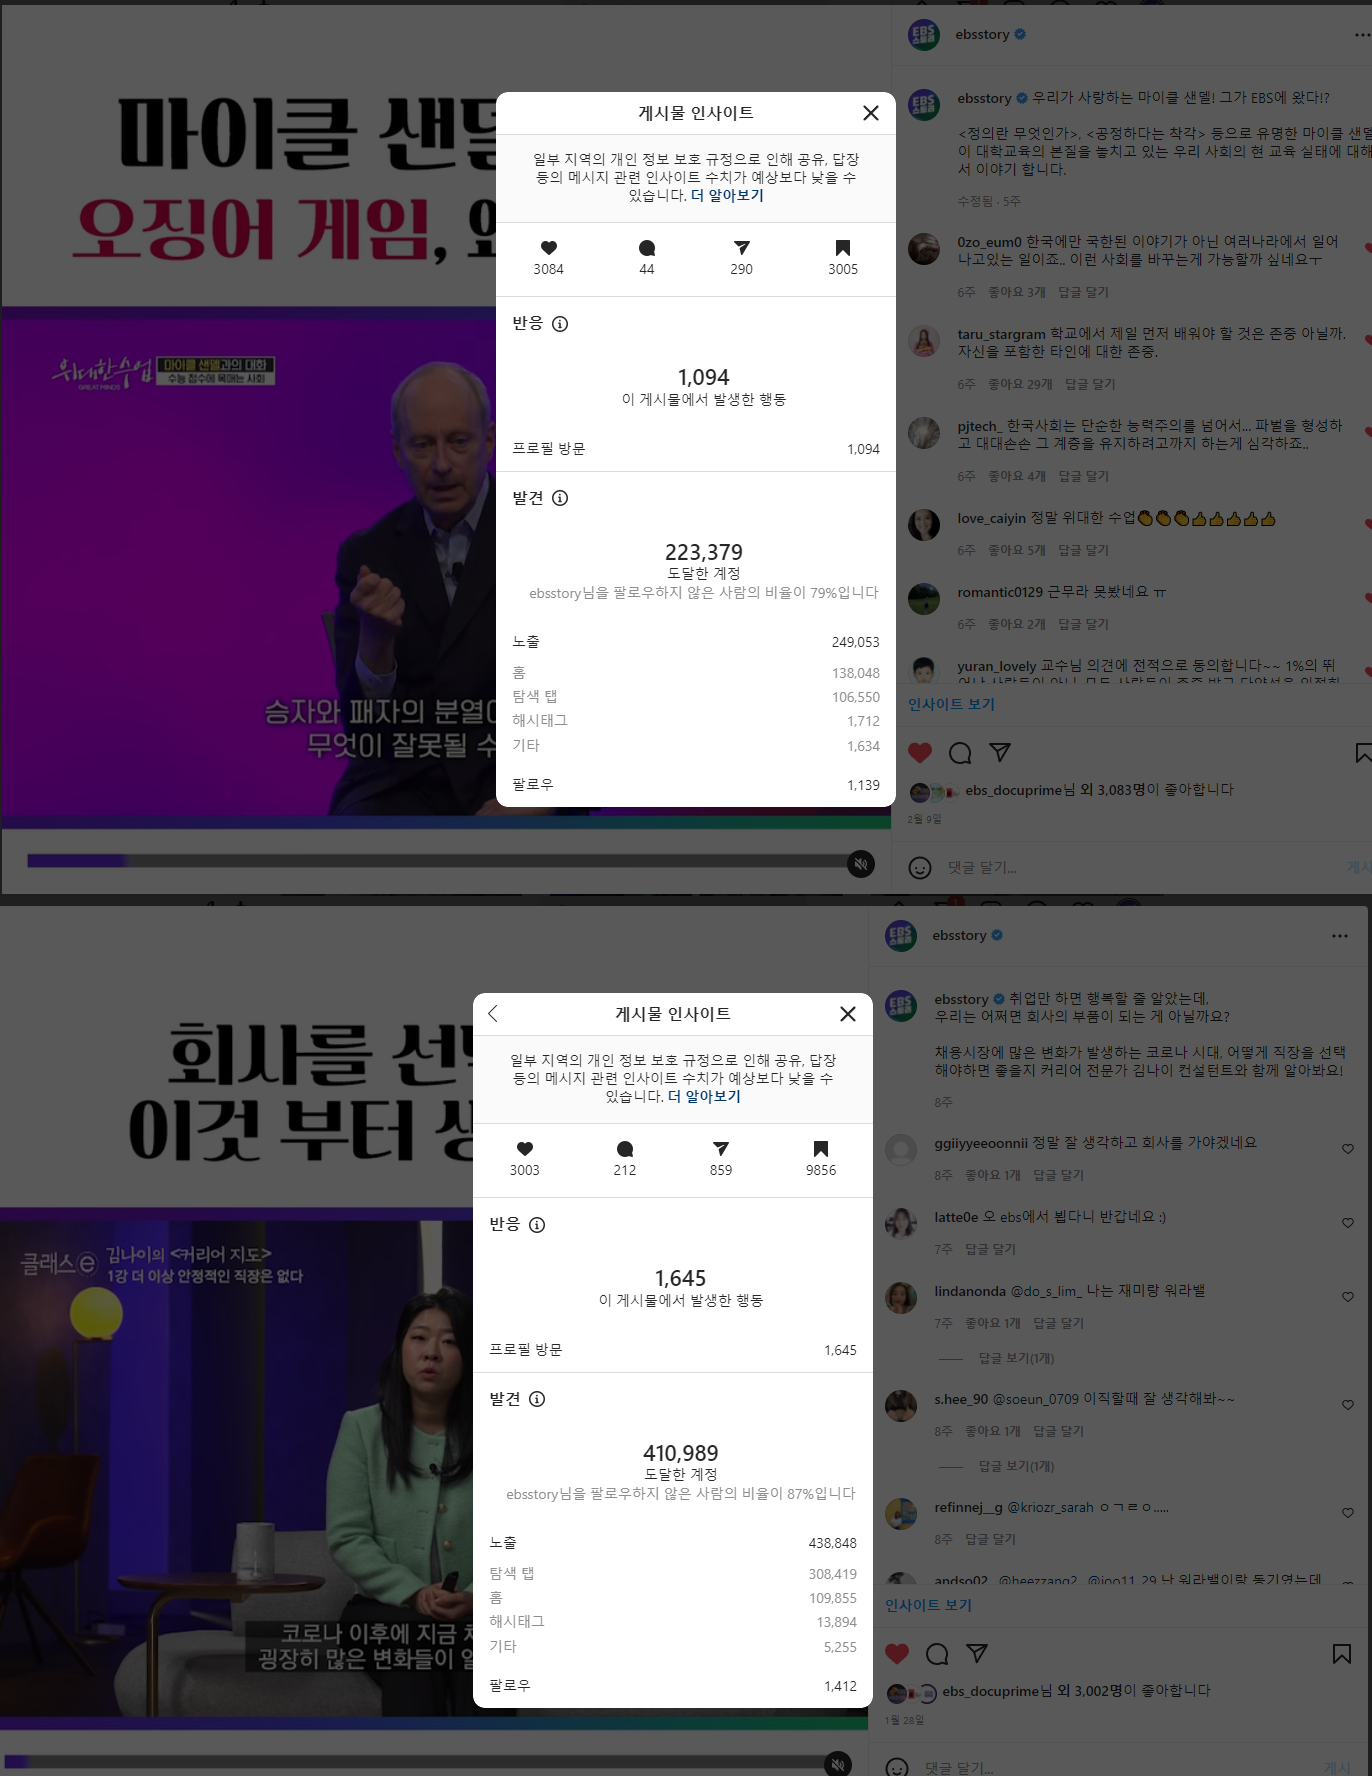 마이클 샌델
오징어 게임,
위대한수업
GREAT MINDS
마이클 샌델과의 대화
수능 점수에 목매는 사회
승자와 패자의 분열이
무엇이 잘못될 수
게시물 인사이트
일부 지역의 개인 정보 보호 규정으로 인해 공유, 답장
등의 메시지 관련 인사이트 수치가 예상보다 낮을 수
있습니다. 더 알아보기
3084 44 290 3005
반응
1,094
이 게시물에서 발생한 행동
프로필 방문 1,094
발견
223,379
도달한 계정
ebsstory님을 팔로우하지 않은 사람의 비율이 79%입니다
노출 249,053
홈 138,048
탐색 탭 106,550
해시태그 1,712
기타 1,634
팔로우 1,139
EBS
스토리
ebsstory
ebsstory 우리가 사랑하는 마이클 샌델! 그가 EBS에 왔다!?
<정의란 무엇인가>, <공정하다는 착각> 등으로 유명한 마이클 샌델
이 대학교육의 본질을 놓치고 있는 우리 사회의 현 교육 실태에 대해
서 이야기 합니다.
수정됨 · 5주
0zo_eum0 한국에만 국한된 이야기가 아닌 여러나라에서 일어
나고있는 일이죠.. 이런 사회를 바꾸는게 가능할까 싶네요ㅜ
6주 좋아요 3개 답글 달기
taru_stargram 학교에서 제일 먼저 배워야 할 것은 존중 아닐까.
자신을 포함한 타인에 대한 존중.
6주 좋아요 29개 답글 달기
pjtech_ 한국사회는 단순한 능력주의를 넘어서... 파벌을 형성하
고 대대손손 그 계층을 유지하려고까지 하는게 심각하죠..
6주 좋아요 4개 답글 달기
love_caiyin 정말 위대한 수업👏👏👏👍👍👍👍👍
6주 좋아요 5개 답글 달기
romantic0129 근무라 못봤네요 ㅠ
6주 좋아요 2개 답글 달기
yuran_lovely 교수님 의견에 전적으로 동의합니다~~ 1%의 뛰
인사이트 보기
ebs_docuprime님 외 3,083명이 좋아합니다
2월 9일
댓글 달기...
게시
회사를 선
이것 부터 생
클래스e
김나이의 <커리어 지도>
1강 더 이상 안정적인 직장은 없다
코로나 이후에 지금
굉장히 많은 변화들이
게시물 인사이트
일부 지역의 개인 정보 보호 규정으로 인해 공유, 답장
등의 메시지 관련 인사이트 수치가 예상보다 낮을 수
있습니다. 더 알아보기
3003 212 859 9856
반응
1,645
이 게시물에서 발생한 행동
프로필 방문 1,645
발견
410,989
도달한 계정
ebsstory님을 팔로우하지 않은 사람의 비율이 87%입니다
노출 438,848
탐색 탭 308,419
홈 109,855
해시태그 13,894
기타 5,255
팔로우 1,412
EBS
스토리
ebsstory
ebsstory 취업만 하면 행복할 줄 알았는데,
우리는 어쩌면 회사의 부품이 되는 게 아닐까요?
채용시장에 많은 변화가 발생하는 코로나 시대, 어떻게 직장을 선택
해야하면 좋을지 커리어 전문가 김나이 컨설턴트와 함께 알아봐요!
8주
ggiiyyeeoonnii 정말 잘 생각하고 회사를 가야겠네요
8주 좋아요 1개 답글 달기
latte0e 오 ebs에서 뵙다니 반갑네요 :)
7주 답글 달기
lindanonda @do_s_lim_ 나는 재미랑 워라밸
7주 좋아요 1개 답글 달기
답글 보기(1개)
s.hee_90 @soeun_0709 이직할때 잘 생각해봐~~
8주 좋아요 1개 답글 달기
답글 보기(1개)
refinnej__g @kriozr_sarah ㅇㄱㄹㅇ.....
8주 답글 달기
인사이트 보기
ebs_docuprime님 외 3,002명이 좋아합니다
1월 28일
댓글 달기...
게시